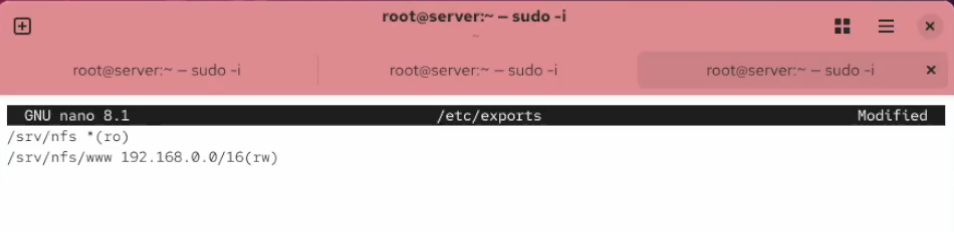 root@server:~ — sudo -i
~
root@server:~ — sudo -i
root@server:~ — sudo -i
root@server:~ — sudo -i
GNU nano 8.1 /etc/exports Modified
/srv/nfs *(ro)
/srv/nfs/www 192.168.0.0/16(rw)